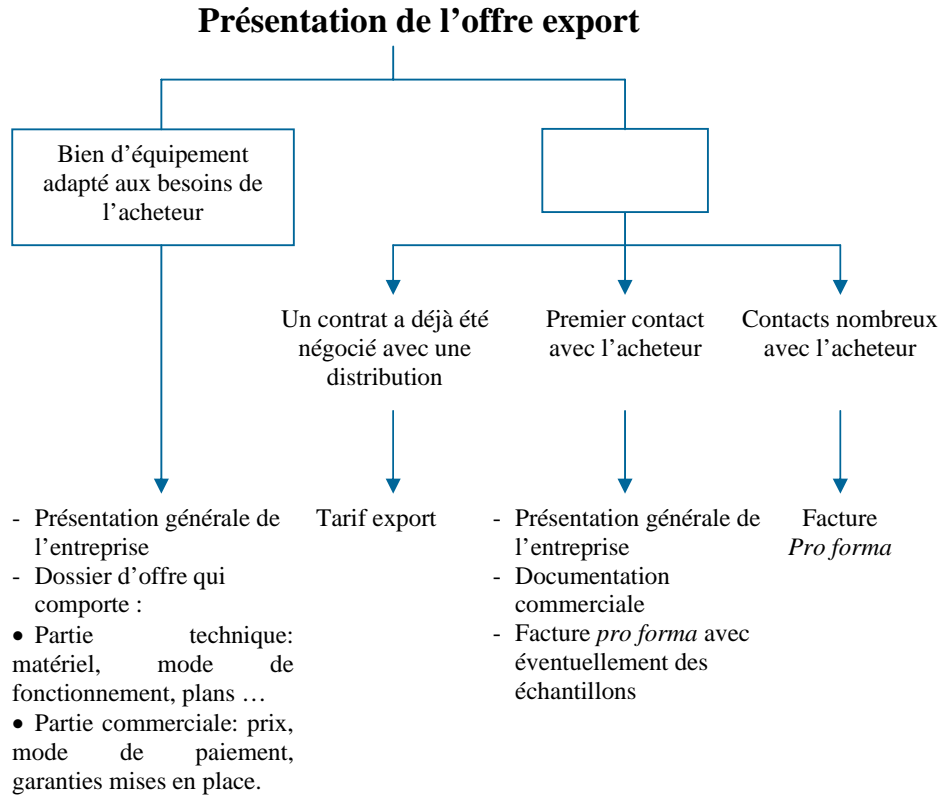 Présentation de l’offre export
Bien d’équipement
adapté aux besoins de
l’acheteur
Un contrat a déjà été
négocié avec une
distribution
Premier contact
avec l’acheteur
Contacts nombreux
avec l’acheteur
- Présentation générale de
l’entreprise
- Dossier d’offre qui
comporte :
• Partie technique:
matériel, mode de
fonctionnement, plans …
• Partie commerciale: prix,
mode de paiement,
garanties mises en place.
Tarif export
- Présentation générale de
l’entreprise
- Documentation
commerciale
- Facture pro forma avec
éventuellement des
échantillons
Facture
Pro forma